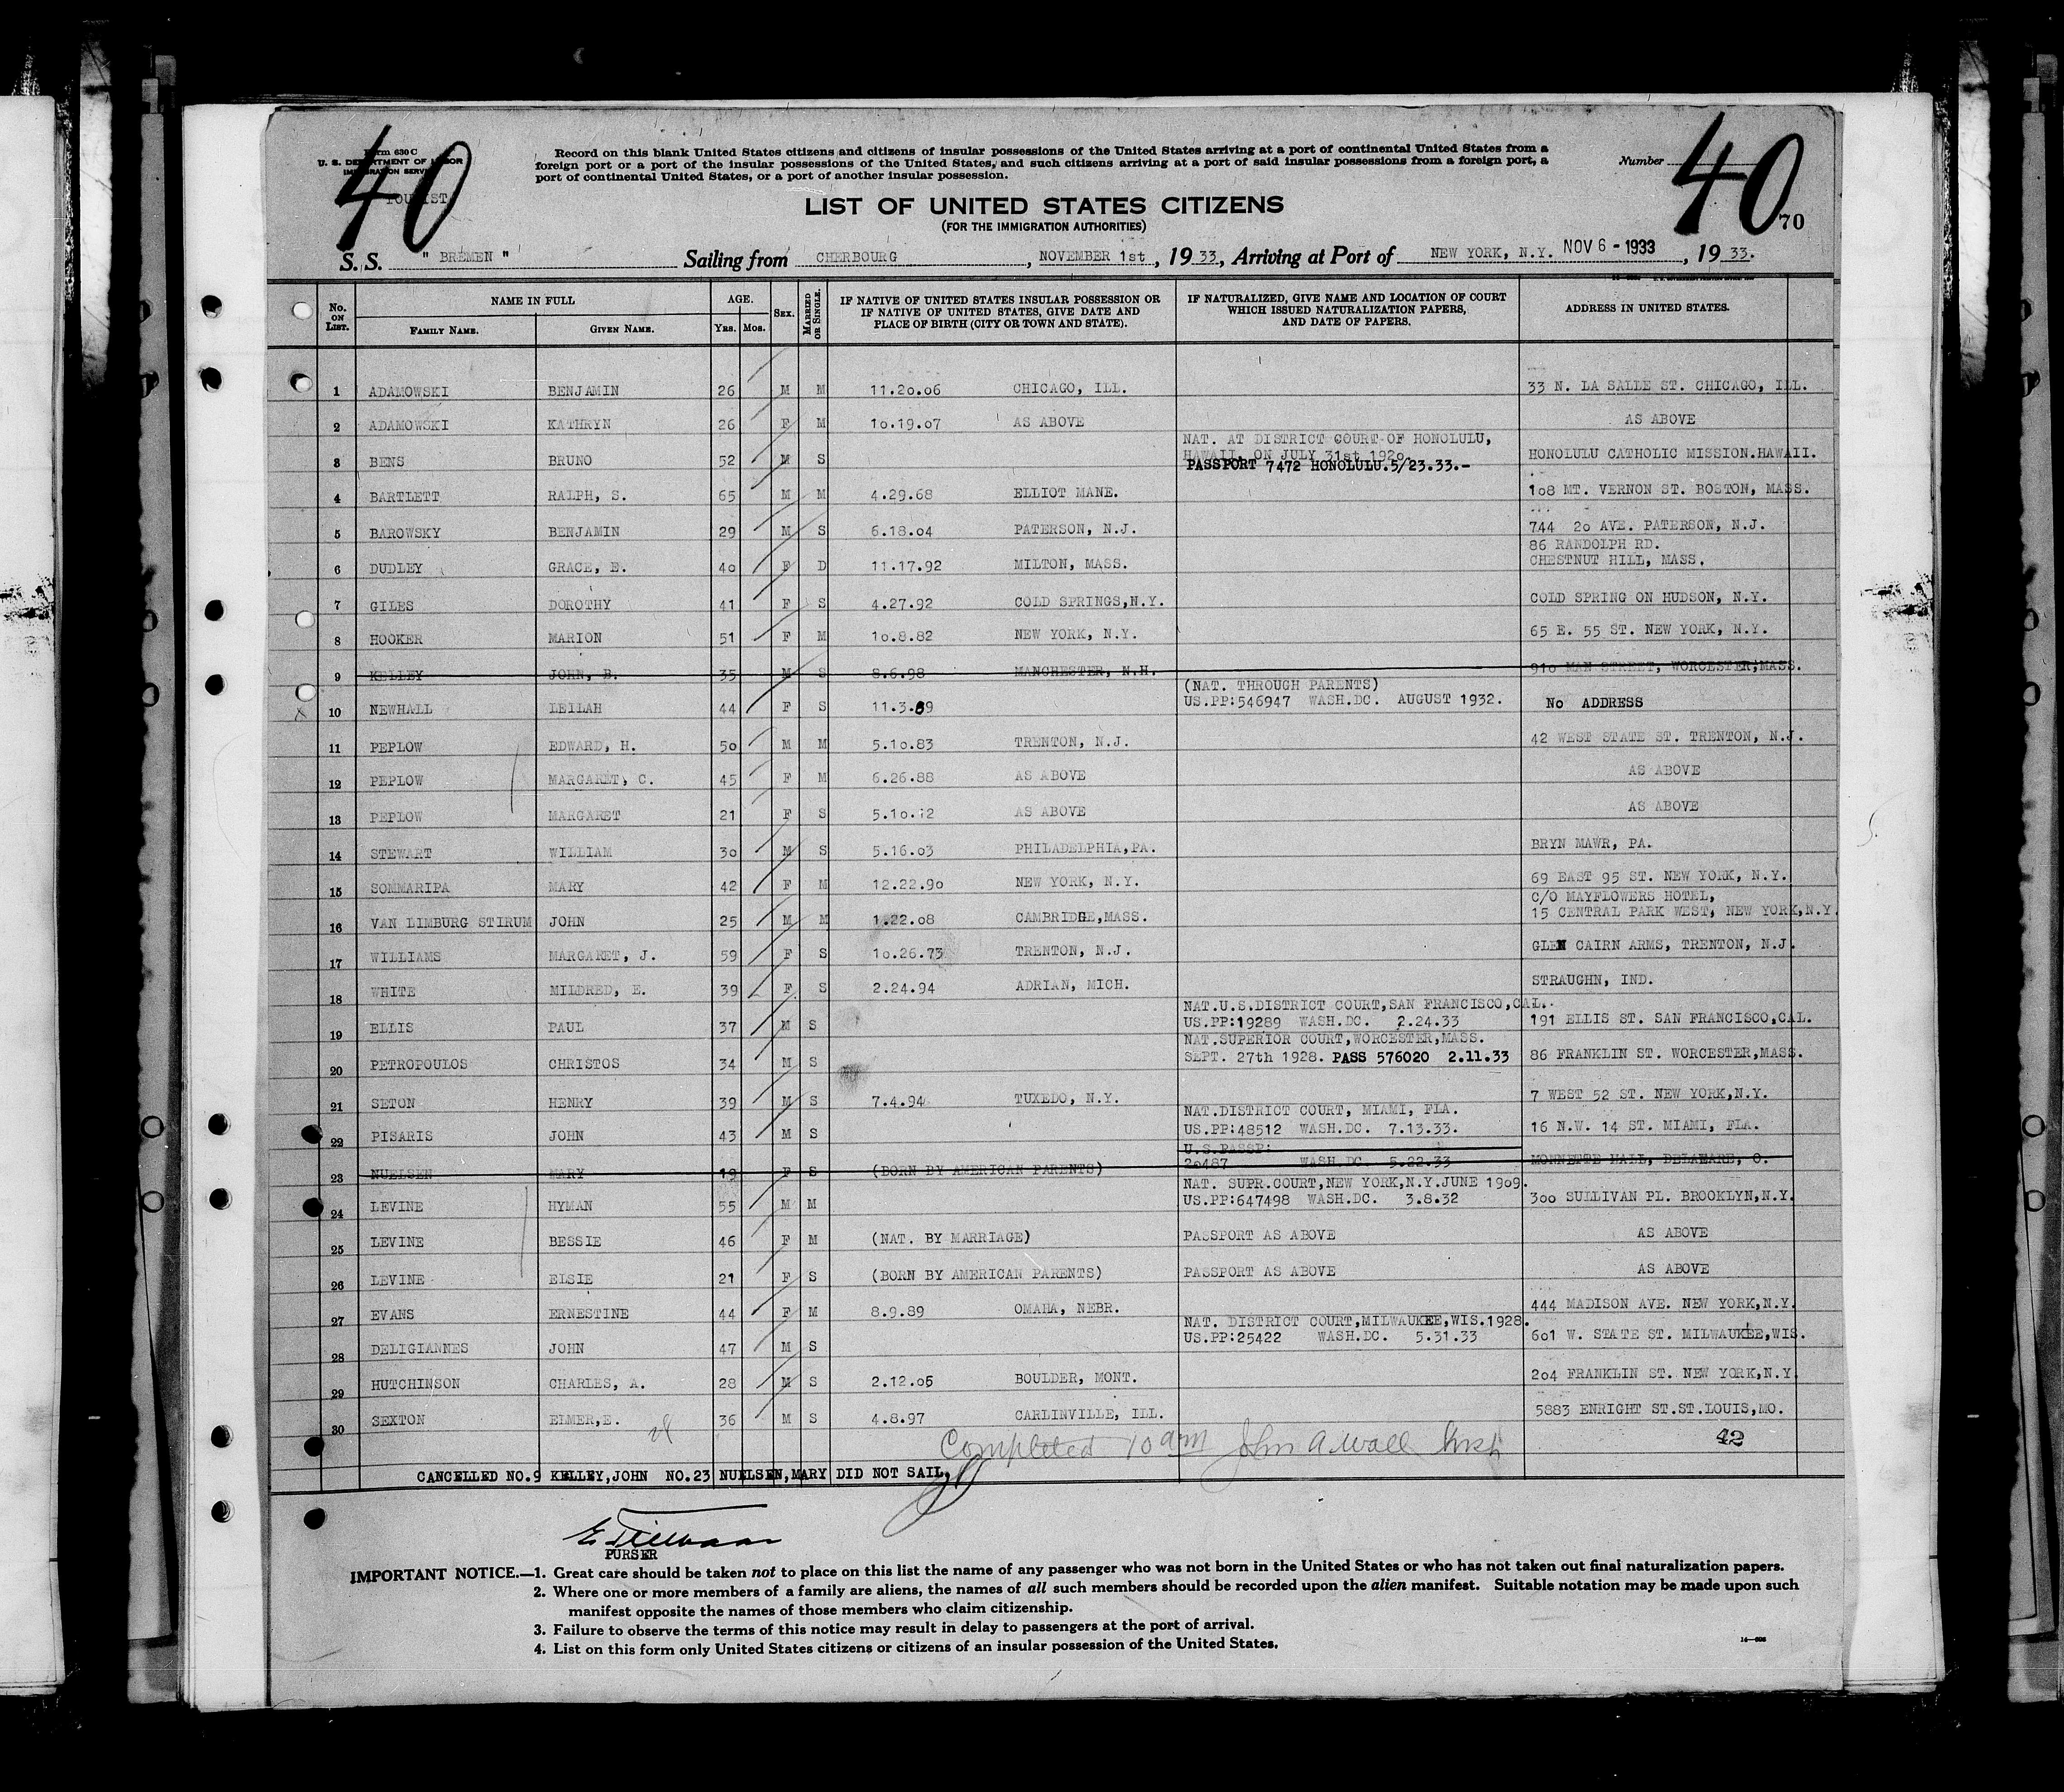 40
40
Form 630 C
U. S. DEPARTMENT OF LABOR
IMMIGRATION SERVICE
TOURIST
Record on this blank United States citizens and citizens of insular possessions of the United States arriving at a port of continental United States from a
foreign port or a port of the insular possessions of the United States, and such citizens arriving at a port of said insular possessions from a foreign port, a
port of continental United States, or a port of another insular possession.
Number
70
LIST OF UNITED STATES CITIZENS
(FOR THE IMMIGRATION AUTHORITIES)
S. S. " BREMEN " Sailing from CHERBOURG, NOVEMBER 1st, 19 33, Arriving at Port of NEW YORK, N.Y. NOV 6 - 1933, 19 33.
No. ON LIST. NAME IN FULL FAMILY NAME. GIVEN NAME. AGE. YRS. MOS. SEX. MARRIED OR SINGLE. IF NATIVE OF UNITED STATES INSULAR POSSESSION OR IF NATIVE OF UNITED STATES, GIVE DATE AND PLACE OF BIRTH (CITY OR TOWN AND STATE). IF NATURALIZED, GIVE NAME AND LOCATION OF COURT WHICH ISSUED NATURALIZATION PAPERS, AND DATE OF PAPERS. ADDRESS IN UNITED STATES.
1 ADAMOWSKI BENJAMIN 26 M M 11.20.06 CHICAGO, ILL. 33 N. LA SALLE ST. CHICAGO, ILL.
2 ADAMOWSKI KATHRYN 26 F M 10.19.07 AS ABOVE AS ABOVE
NAT. AT DISTRICT COURT OF HONOLULU,
3 BENS BRUNO 52 M S HAWAII. ON JULY 31st 1920. HONOLULU CATHOLIC MISSION.HAWAII.
PASSPORT 7472 HONOLULU.5/23.33.-
4 BARTLETT RALPH, S. 65 M M 4.29.68 ELLIOT MANE. 108 MT. VERNON ST. BOSTON, MASS.
5 BAROWSKY BENJAMIN 29 M S 6.18.04 PATERSON, N.J. 744 20 AVE. PATERSON, N.J.
86 RANDOLPH RD.
6 DUDLEY GRACE, E. 40 F D 11.17.92 MILTON, MASS. CHESTNUT HILL, MASS.
7 GILES DOROTHY 41 F S 4.27.92 COLD SPRINGS,N.Y. COLD SPRING ON HUDSON, N.Y.
8 HOOKER MARION 51 F M 10.8.82 NEW YORK, N.Y. 65 E. 55 ST. NEW YORK, N.Y.
9 KELLEY JOHN, B. 35 M S 8.6.98 MANCHESTER, N.H. 910 MAN STREET, WORCESTER,MASS.
(NAT. THROUGH PARENTS)
10 NEWHALL LEILAH 44 F S 11.3.89 US.PP:546947 WASH.DC. AUGUST 1932. No ADDRESS
11 PEPLOW EDWARD, H. 50 M M 5.10.83 TRENTON, N.J. 42 WEST STATE ST. TRENTON, N.J.
12 PEPLOW MARGARET, C. 45 F M 6.26.88 AS ABOVE AS ABOVE
13 PEPLOW MARGARET 21 F S 5.10.12 AS ABOVE AS ABOVE
14 STEWART WILLIAM 30 M S 5.16.03 PHILADELPHIA,PA. BRYN MAWR, PA.
15 SOMMARIPA MARY 42 F M 12.22.90 NEW YORK, N.Y. 69 EAST 95 ST. NEW YORK, N.Y.
C/O MAYFLOWERS HOTEL,
16 VAN LIMBURG STIRUM JOHN 25 M M 1.22.08 CAMBRIDGE,MASS. 15 CENTRAL PARK WEST, NEW YORK,N.Y.
17 WILLIAMS MARGARET, J. 59 F S 10.26.73 TRENTON, N.J. GLEN CAIRN ARMS, TRENTON, N.J.
18 WHITE MILDRED, E. 39 F S 2.24.94 ADRIAN, MICH. STRAUGHN, IND.
NAT.U.S.DISTRICT COURT,SAN FRANCISCO,CAL.
19 ELLIS PAUL 37 M S US.PP:19289 WASH.DC. 2.24.33 191 ELLIS ST. SAN FRANCISCO,CAL.
NAT.SUPERIOR COURT,WORCESTER,MASS.
20 PETROPOULOS CHRISTOS 34 M S SEPT. 27th 1928. PASS 576020 2.11.33 86 FRANKLIN ST. WORCESTER,MASS.
21 SETON HENRY 39 M S 7.4.94 TUXEDO, N.Y. 7 WEST 52 ST. NEW YORK,N.Y.
NAT.DISTRICT COURT, MIAMI, FLA.
22 PISARIS JOHN 43 M S US.PP:48512 WASH.DC. 7.13.33. 16 N.W. 14 ST. MIAMI, FLA.
U.S.PASSP:
23 NUELSEN MARY 19 F S (BORN BY AMERICAN PARENTS) 20487 WASH.DC. 5.22.33 MONNETTE HALL, DELAWARE, O.
NAT. SUPR.COURT,NEW YORK,N.Y.JUNE 1909.
24 LEVINE HYMAN 55 M M US.PP:647498 WASH.DC. 3.8.32 300 SULLIVAN PL. BROOKLYN,N.Y.
25 LEVINE BESSIE 46 F M (NAT. BY MARRIAGE) PASSPORT AS ABOVE AS ABOVE
26 LEVINE ELSIE 21 F S (BORN BY AMERICAN PARENTS) PASSPORT AS ABOVE AS ABOVE
27 EVANS ERNESTINE 44 F M 8.9.89 OMAHA, NEBR. 444 MADISON AVE. NEW YORK,N.Y.
NAT. DISTRICT COURT,MILWAUKEE,WIS.1928.
28 DELIGIANNES JOHN 47 M S US.PP:25422 WASH.DC. 5.31.33 601 W. STATE ST. MILWAUKEE,WIS.
29 HUTCHINSON CHARLES, A. 28 M S 2.12.05 BOULDER, MONT. 204 FRANKLIN ST. NEW YORK,N.Y.
30 SEXTON ELMER,E. 36 M S 4.8.97 CARLINVILLE, ILL. 5883 ENRIGHT ST.ST.LOUIS,MO.
Completed 10 am John A Wall Insp 42
CANCELLED NO.9 KELLEY,JOHN NO.23 NUELSEN,MARY DID NOT SAIL.
PURSER
IMPORTANT NOTICE.—1. Great care should be taken not to place on this list the name of any passenger who was not born in the United States or who has not taken out final naturalization papers.
2. Where one or more members of a family are aliens, the names of all such members should be recorded upon the alien manifest. Suitable notation may be made upon such
manifest opposite the names of those members who claim citizenship.
3. Failure to observe the terms of this notice may result in delay to passengers at the port of arrival.
4. List on this form only United States citizens or citizens of an insular possession of the United States.